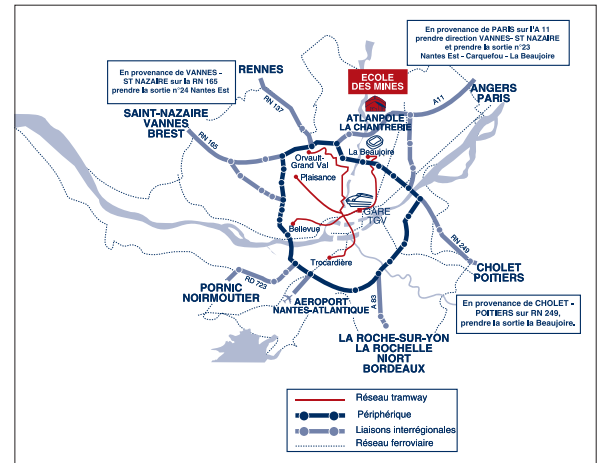 En provenance de PARIS sur l'A 11
prendre direction VANNES- ST NAZAIRE
et prendre la sortie n°23
Nantes Est - Carquefou - La Beaujoire
En provenance de VANNES -
ST NAZAIRE sur la RN 165
prendre la sortie n°24 Nantes Est
RENNES
ECOLE
DES MINES
RN 137
A11
ANGERS
PARIS
SAINT-NAZAIRE
VANNES
BREST
RN 165
ATLANPOLE
LA CHANTRERIE
Orvault-
Grand Val
La Beaujoire
Plaisance
GARE
TGV
Bellevue
Trocardière
RN 249
CHOLET
POITIERS
PORNIC
NOIRMOUTIER
RD 723
AEROPORT
NANTES-ATLANTIQUE
A 83
En provenance de CHOLET -
POITIERS sur RN 249,
prendre la sortie la Beaujoire.
LA ROCHE-SUR-YON
LA ROCHELLE
NIORT
BORDEAUX
Réseau tramway
Périphérique
Liaisons interrégionales
Réseau ferroviaire